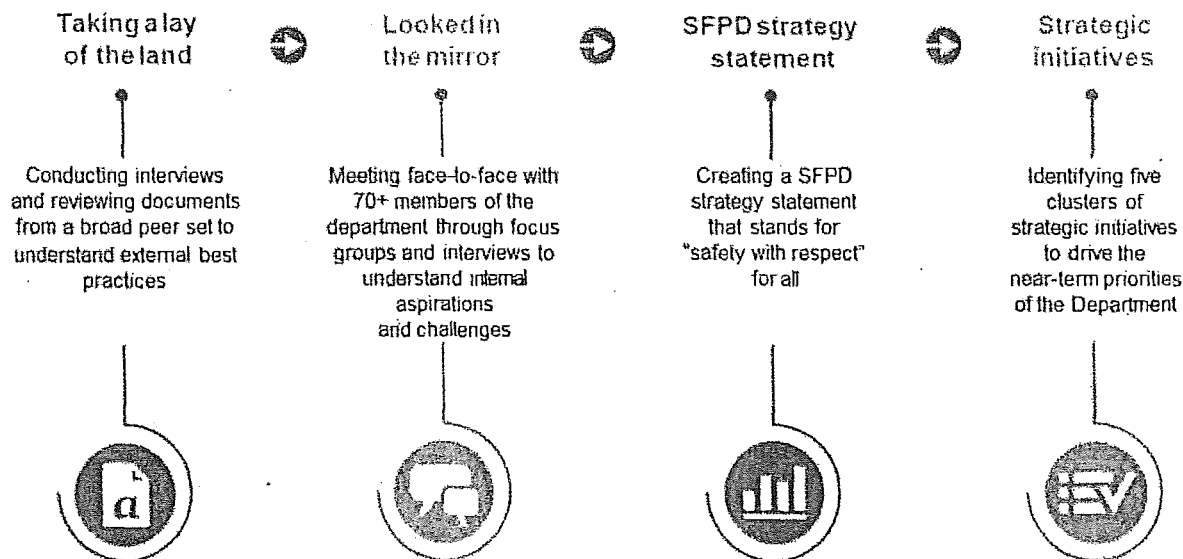 Taking a lay
of the land
Looked in
the mirror
SFPD strategy
statement
Strategic
initiatives
Conducting interviews
and reviewing documents
from a broad peer set to
understand external best
practices
Meeting face-to-face with
70+ members of the
department through focus
groups and interviews to
understand internal
aspirations
and challenges
Creating a SFPD
strategy statement
that stands for
"safety with respect"
for all
Identifying five
clusters of
strategic initiatives
to drive the
near-term priorities
of the Department
a